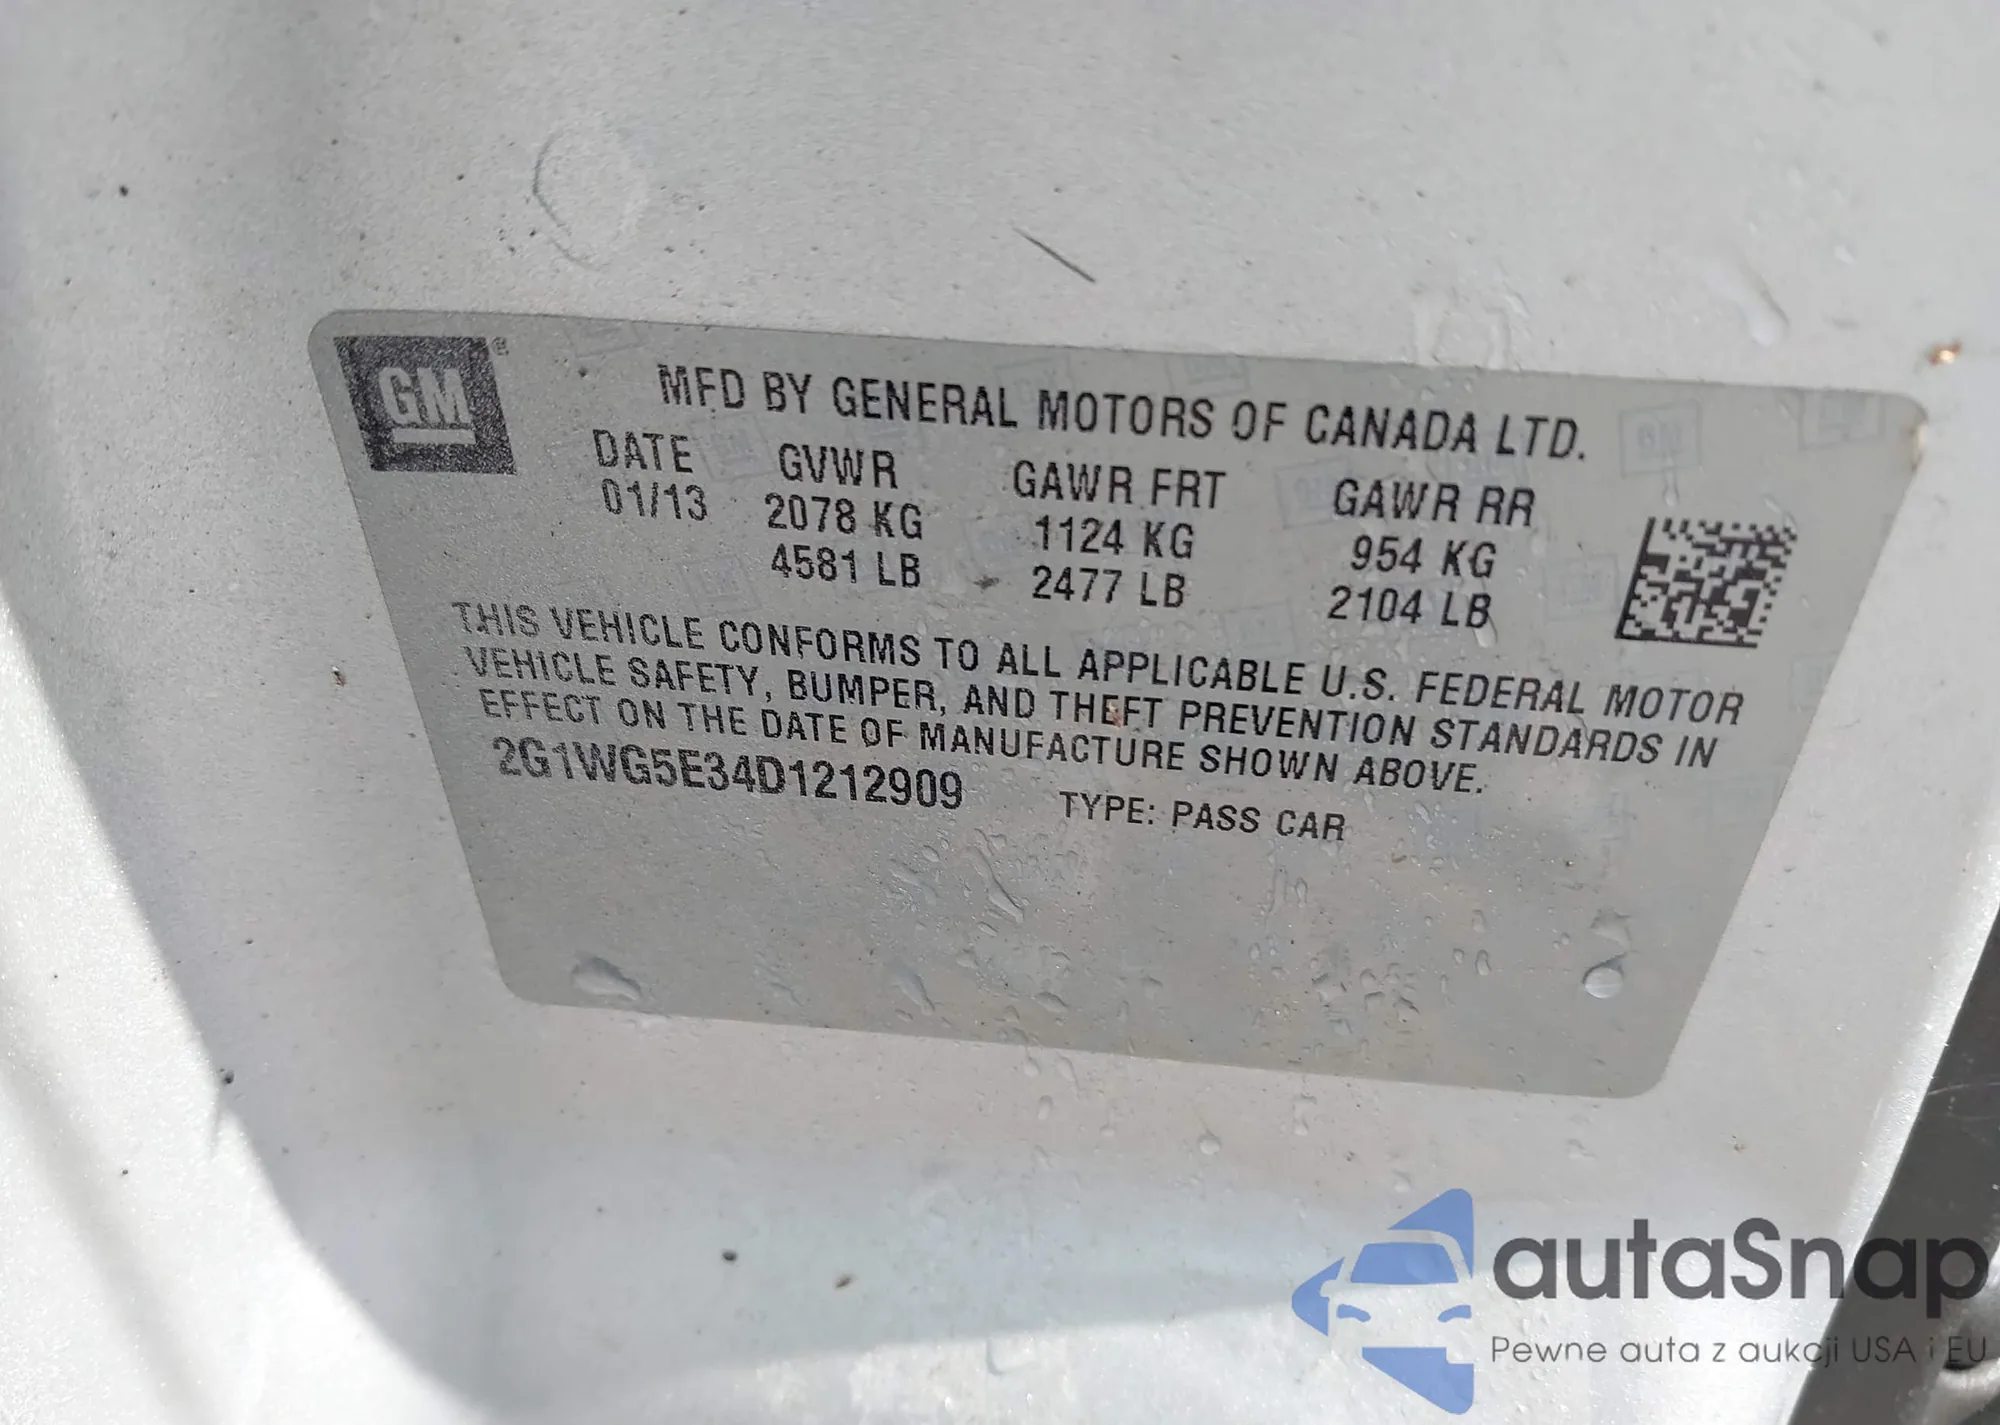 GM
MFD BY GENERAL MOTORS OF CANADA LTD.
DATE GVWR GAWR FRT GAWR RR
01/13 2078 KG 1124 KG 954 KG
4581 LB 2477 LB 2104 LB
THIS VEHICLE CONFORMS TO ALL APPLICABLE U.S. FEDERAL MOTOR
VEHICLE SAFETY, BUMPER, AND THEFT PREVENTION STANDARDS IN
EFFECT ON THE DATE OF MANUFACTURE SHOWN ABOVE.
2G1WG5E34D1212909 TYPE: PASS CAR
autaSnap
Pewne auta z aukcji USA i EU